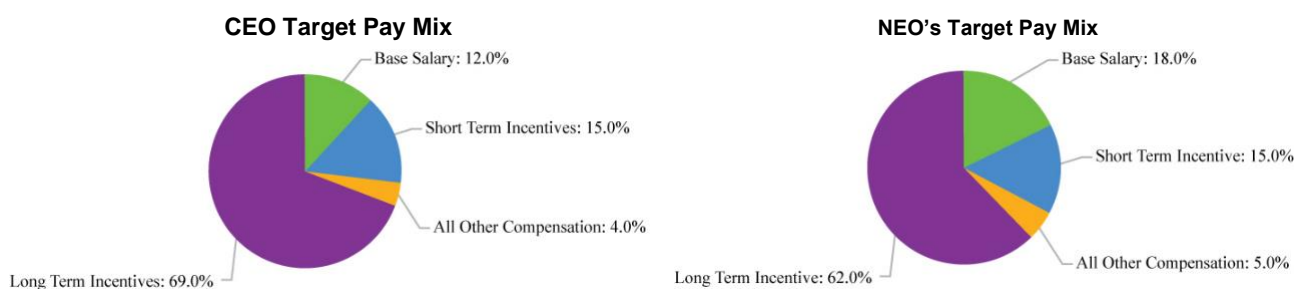 CEO Target Pay Mix
Base Salary: 12.0%
Short Term Incentives: 15.0%
All Other Compensation: 4.0%
Long Term Incentives: 69.0%
NEO's Target Pay Mix
Base Salary: 18.0%
Short Term Incentive: 15.0%
All Other Compensation: 5.0%
Long Term Incentive: 62.0%